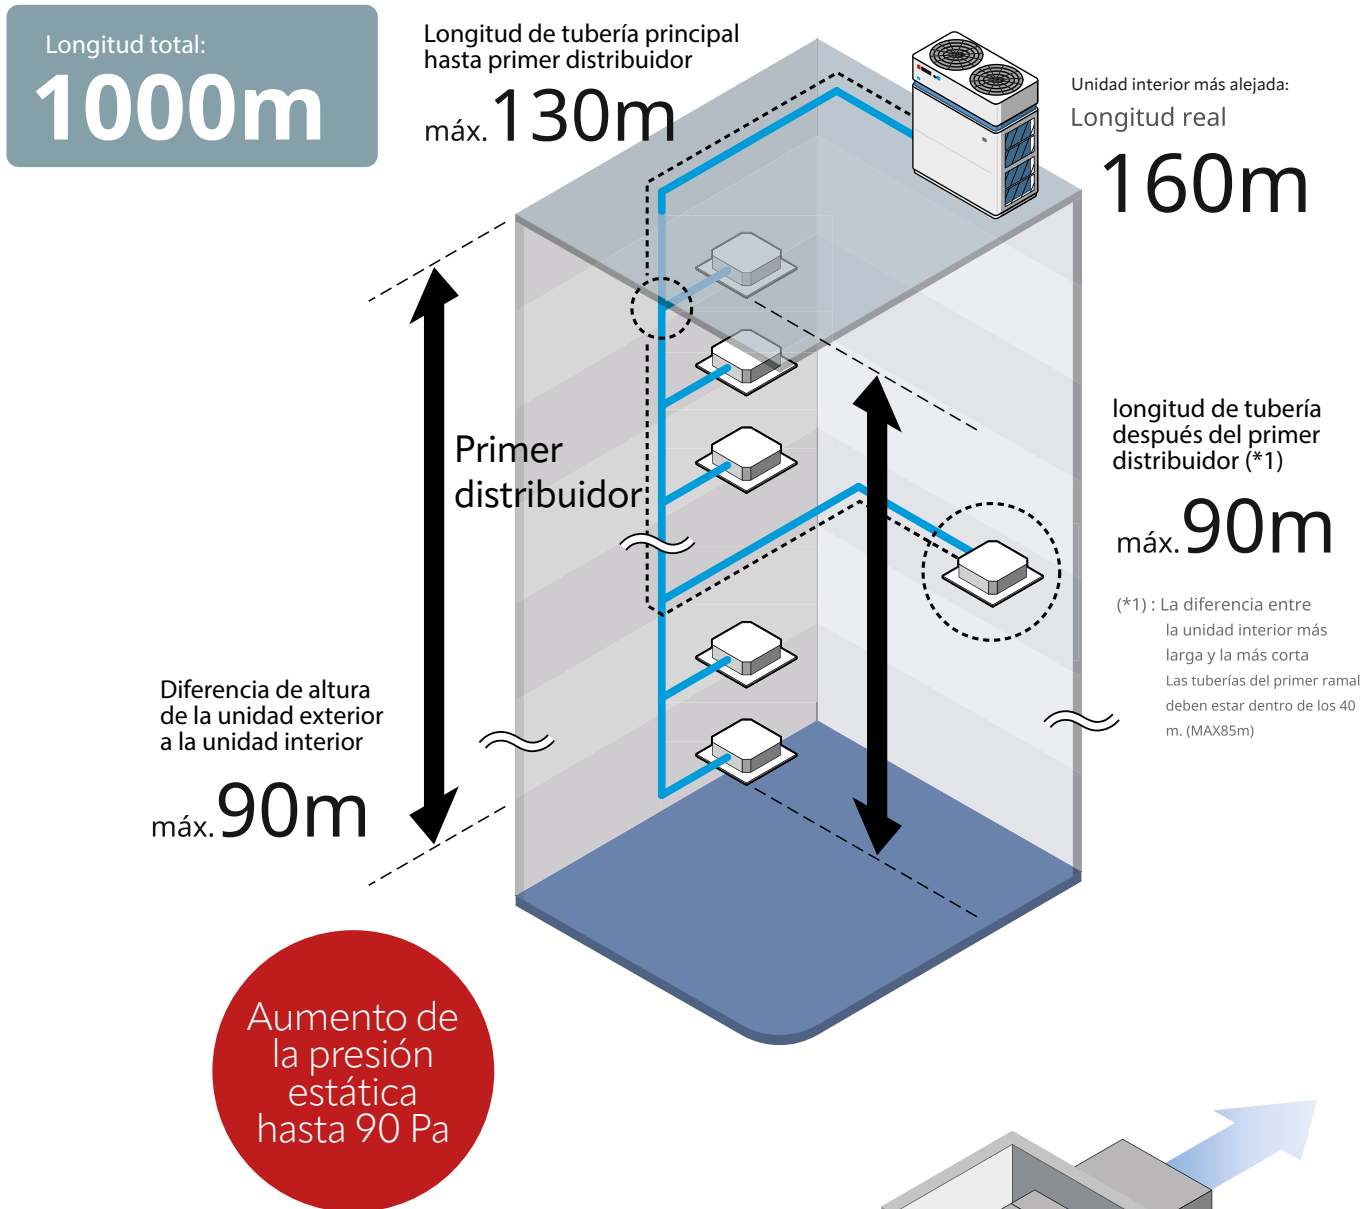 Longitud total:
1000m
Longitud de tubería principal
hasta primer distribuidor
máx. 130m
Unidad interior más alejada:
Longitud real
160m
Primer
distribuidor
longitud de tubería
después del primer
distribuidor (*1)
máx. 90m
(*1) : La diferencia entre
la unidad interior más
larga y la más corta
Las tuberías del primer ramal
deben estar dentro de los 40
m. (MAX85m)
Diferencia de altura
de la unidad exterior
a la unidad interior
máx. 90m
Aumento de
la presión
estática
hasta 90 Pa